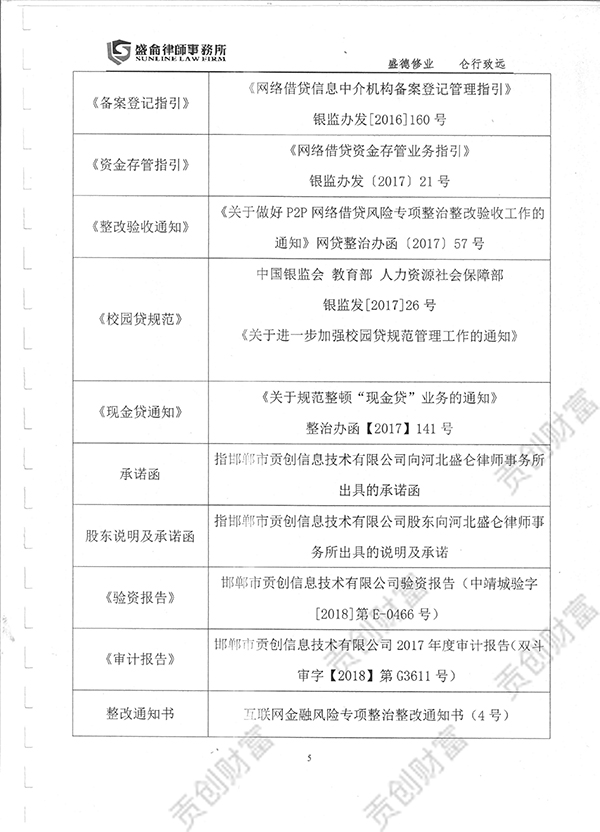 盛侖律師事務所
SUNLINE LAW FIRM
盛德修业 仑行致远
《备案登记指引》
《网络借贷信息中介机构备案登记管理指引》
银监办发[2016]160 号
《资金存管指引》
《网络借贷资金存管业务指引》
银监办发〔2017〕21 号
《整改验收通知》
《关于做好 P2P 网络借贷风险专项整治整改验收工作的
通知》网贷整治办函〔2017〕57 号
《校园贷规范》
中国银监会 教育部 人力资源社会保障部
银监发[2017]26 号
《关于进一步加强校园贷规范管理工作的通知》
《现金贷通知》
《关于规范整顿“现金贷”业务的通知》
整治办函【2017】141 号
承诺函
指邯郸市贡创信息技术有限公司向河北盛仑律师事务所
出具的承诺函
股东说明及承诺函
指邯郸市贡创信息技术有限公司股东向河北盛仑律师事
务所出具的说明及承诺
《验资报告》
邯郸市贡创信息技术有限公司验资报告（中靖城验字
[2018]第 E-0466 号）
《审计报告》
邯郸市贡创信息技术有限公司 2017 年度审计报告（双斗
审字【2018】第 G3611 号）
整改通知书
互联网金融风险专项整治整改通知书（4 号）
5
贡创财富
贡创财富
贡创财富
贡创财富